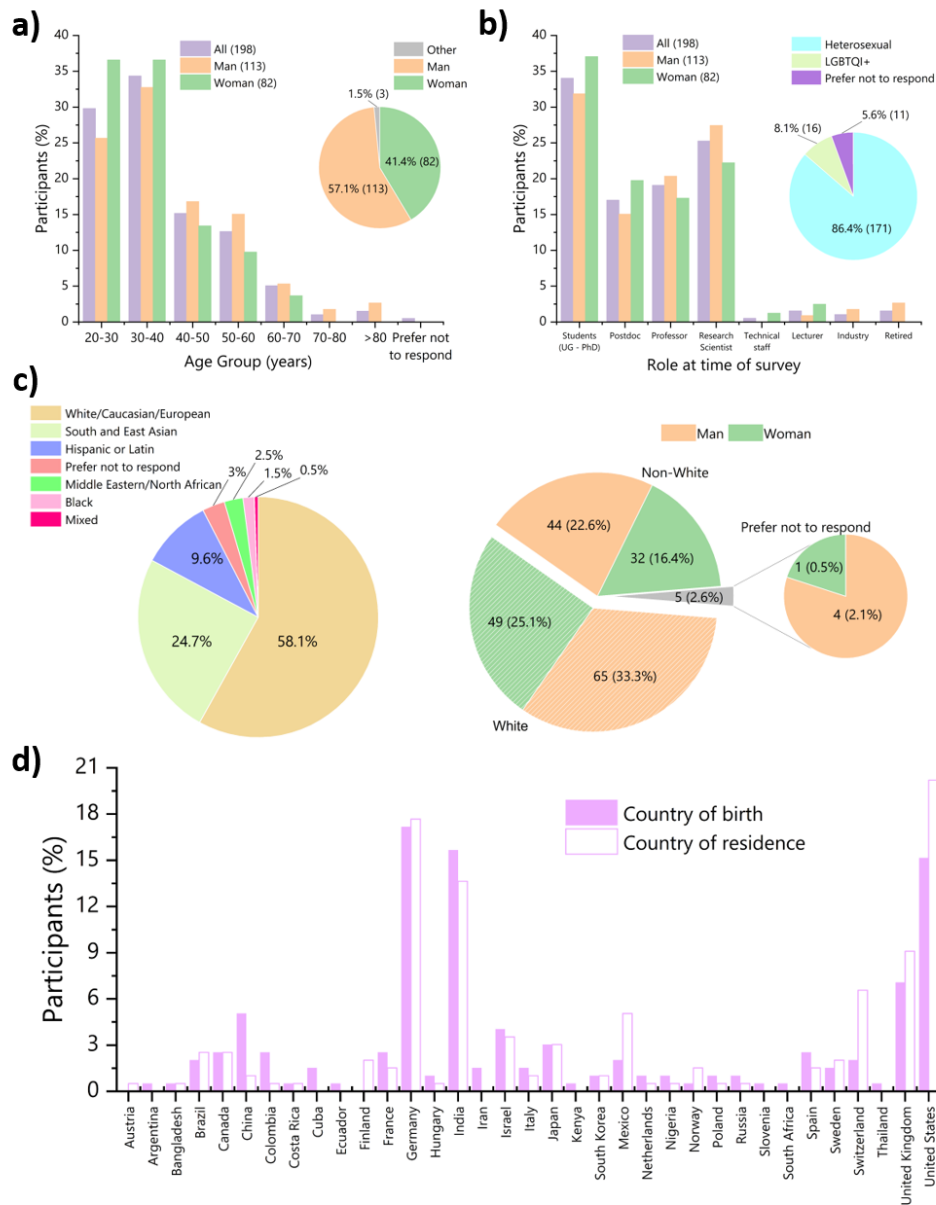 a)
40
35
30
25
20
15
10
5
0
Participants (%)
All (198)
Man (113)
Woman (82)
Other
Man
Woman
1.5% (3)
41.4% (82)
57.1% (113)
20-30
30-40
40-50
50-60
60-70
70-80
>80
Prefer not
to respond
Age Group (years)
b)
40
35
30
25
20
15
10
5
0
Participants (%)
All (198)
Man (113)
Woman (82)
Heterosexual
LGBTQI+
Prefer not to respond
5.6% (11)
8.1% (16)
86.4% (171)
Students
(UG - PhD)
Postdoc
Professor
Research
Scientist
Technical
staff
Lecturer
Industry
Retired
Role at time of survey
c)
White/Caucasian/European
South and East Asian
Hispanic or Latin
Prefer not to respond
Middle Eastern/North African
Black
Mixed
3%
2.5%
1.5%
0.5%
9.6%
24.7%
58.1%
Man
Woman
Non-White
44 (22.6%)
32 (16.4%)
5 (2.6%)
49 (25.1%)
65 (33.3%)
White
Prefer not to respond
1 (0.5%)
4 (2.1%)
d)
21
18
15
12
9
6
3
0
Participants (%)
Country of birth
Country of residence
Austria
Argentina
Bangladesh
Brazil
Canada
China
Colombia
Costa Rica
Cuba
Ecuador
Finland
France
Germany
Hungary
India
Iran
Israel
Italy
Japan
Kenya
South Korea
Mexico
Netherlands
Nigeria
Norway
Poland
Russia
Slovenia
South Africa
Spain
Sweden
Switzerland
Thailand
United Kingdom
United States